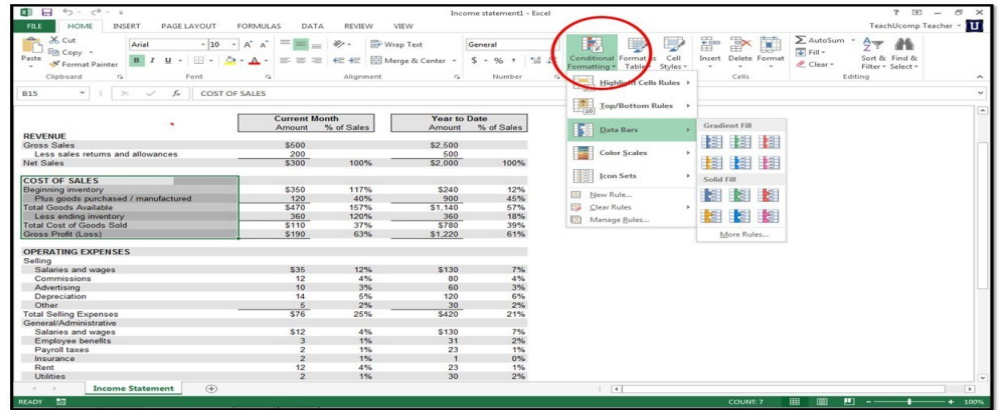 Income statement1 - Excel
TeachUcomp Teacher
FILE HOME INSERT PAGE LAYOUT FORMULAS DATA REVIEW VIEW
Paste
Cut
Copy
Format Painter
Clipboard
Arial 10
B I U
Font
Wrap Text
Merge & Center
Alignment
General
$ % ,
Number
Conditional Formatting
Format as Table
Cell Styles
Insert Delete Format
Cells
AutoSum
Fill
Clear
Sort & Filter
Find & Select
Editing
B15 fx COST OF SALES
Highlight Cells Rules
Top/Bottom Rules
Data Bars
Color Scales
Icon Sets
New Rule...
Clear Rules
Manage Rules...
Gradient Fill
Solid Fill
More Rules...
Current Month Year to Date
Amount % of Sales Amount % of Sales
REVENUE
Gross Sales $500 $2,500
Less sales returns and allowances 200 500
Net Sales $300 100% $2,000 100%
COST OF SALES
Beginning inventory $350 117% $240 12%
Plus goods purchased / manufactured 120 40% 900 45%
Total Goods Available $470 157% $1,140 57%
Less ending inventory 360 120% 360 18%
Total Cost of Goods Sold $110 37% $780 39%
Gross Profit (Loss) $190 63% $1,220 61%
OPERATING EXPENSES
Selling
Salaries and wages $35 12% $130 7%
Commissions 12 4% 80 4%
Advertising 10 3% 60 3%
Depreciation 14 5% 120 6%
Other 5 2% 30 2%
Total Selling Expenses $76 25% $420 21%
General/Administrative
Salaries and wages $12 4% $130 7%
Employee benefits 3 1% 31 2%
Payroll taxes 2 1% 23 1%
Insurance 2 1% 1 0%
Rent 12 4% 23 1%
Utilities 2 1% 30 2%
Income Statement
READY COUNT: 7 100%